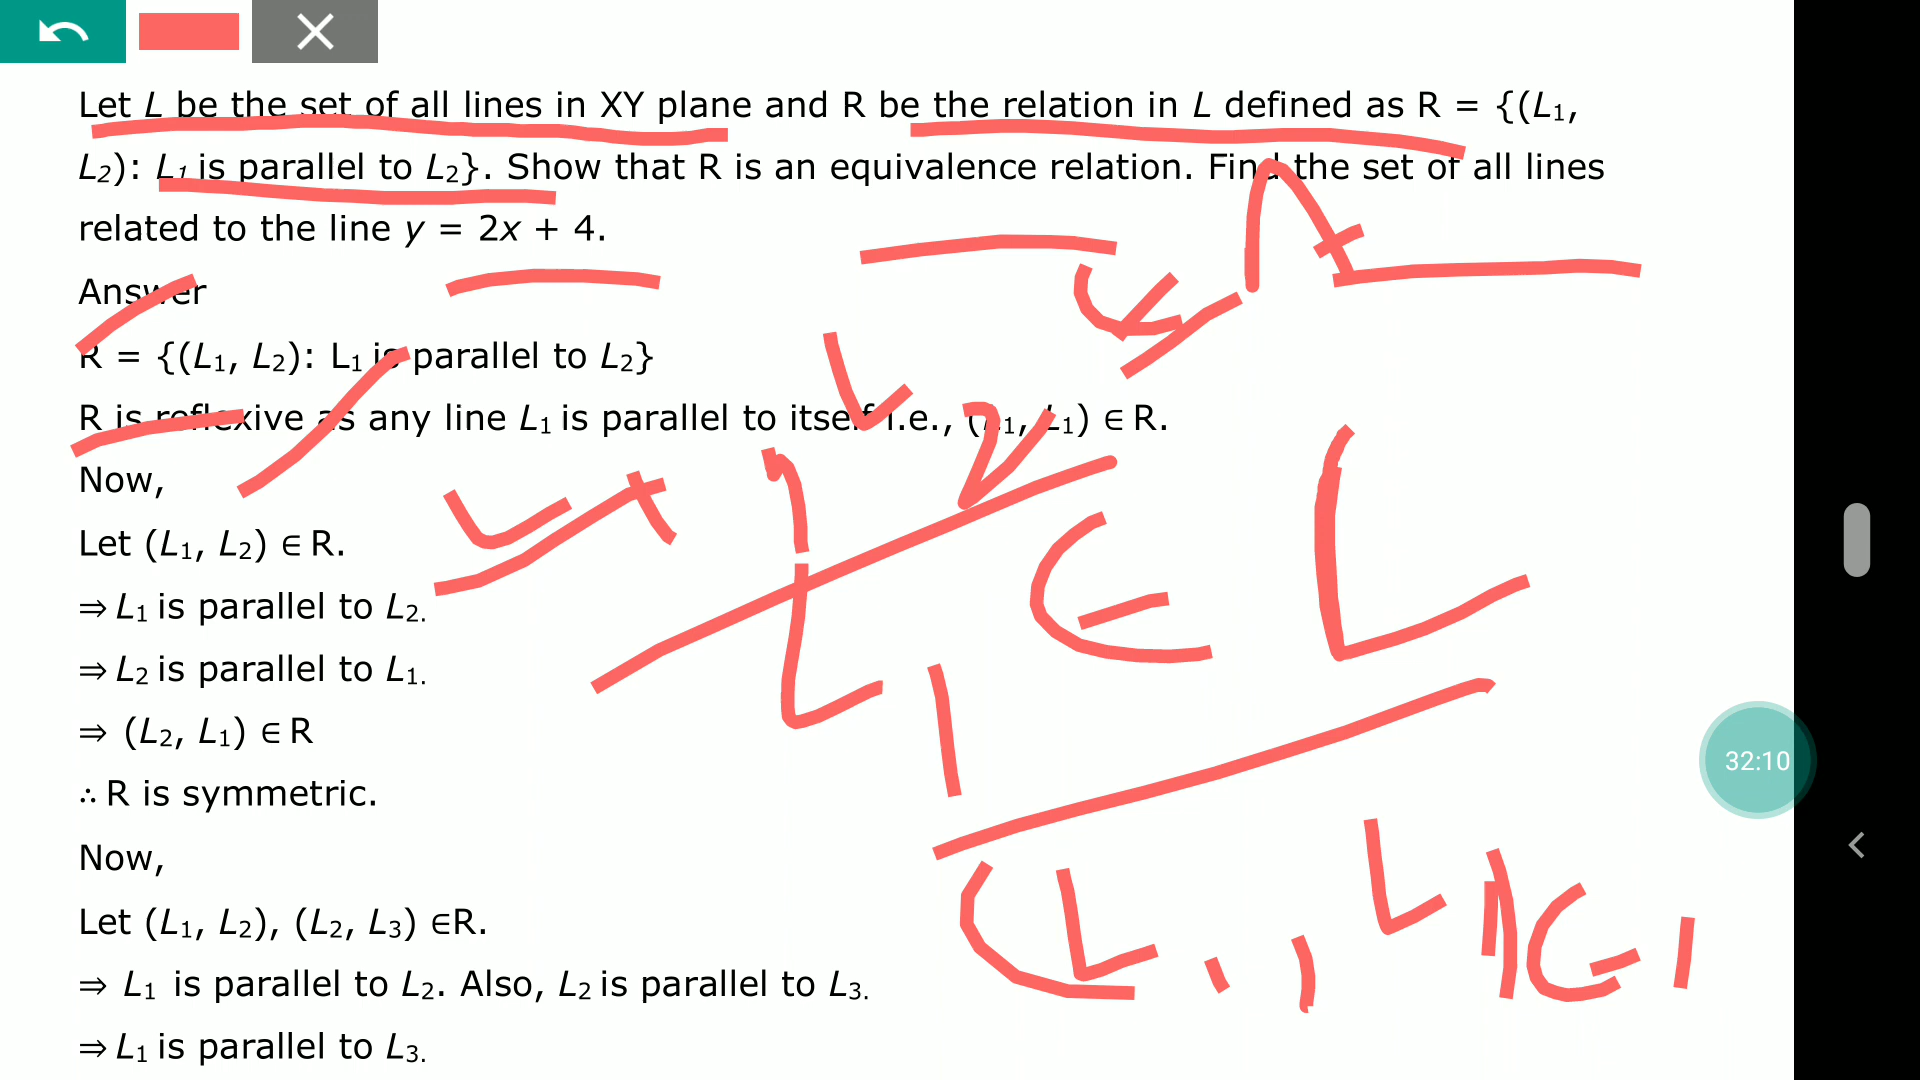 Let L be the set of all lines in XY plane and R be the relation in L defined as R = {(L₁,
L₂): L₁ is parallel to L₂}. Show that R is an equivalence relation. Find the set of all lines
related to the line y = 2x + 4.
Answer
R = {(L₁, L₂): L₁ is parallel to L₂}
R is reflexive as any line L₁ is parallel to itself i.e., (L₁, L₁) ∈ R.
Now,
Let (L₁, L₂) ∈ R.
⇒ L₁ is parallel to L₂.
⇒ L₂ is parallel to L₁.
⇒ (L₂, L₁) ∈ R
∴ R is symmetric.
Now,
Let (L₁, L₂), (L₂, L₃) ∈R.
⇒ L₁ is parallel to L₂. Also, L₂ is parallel to L₃.
⇒ L₁ is parallel to L₃.
L₁ ∈ L
32:10